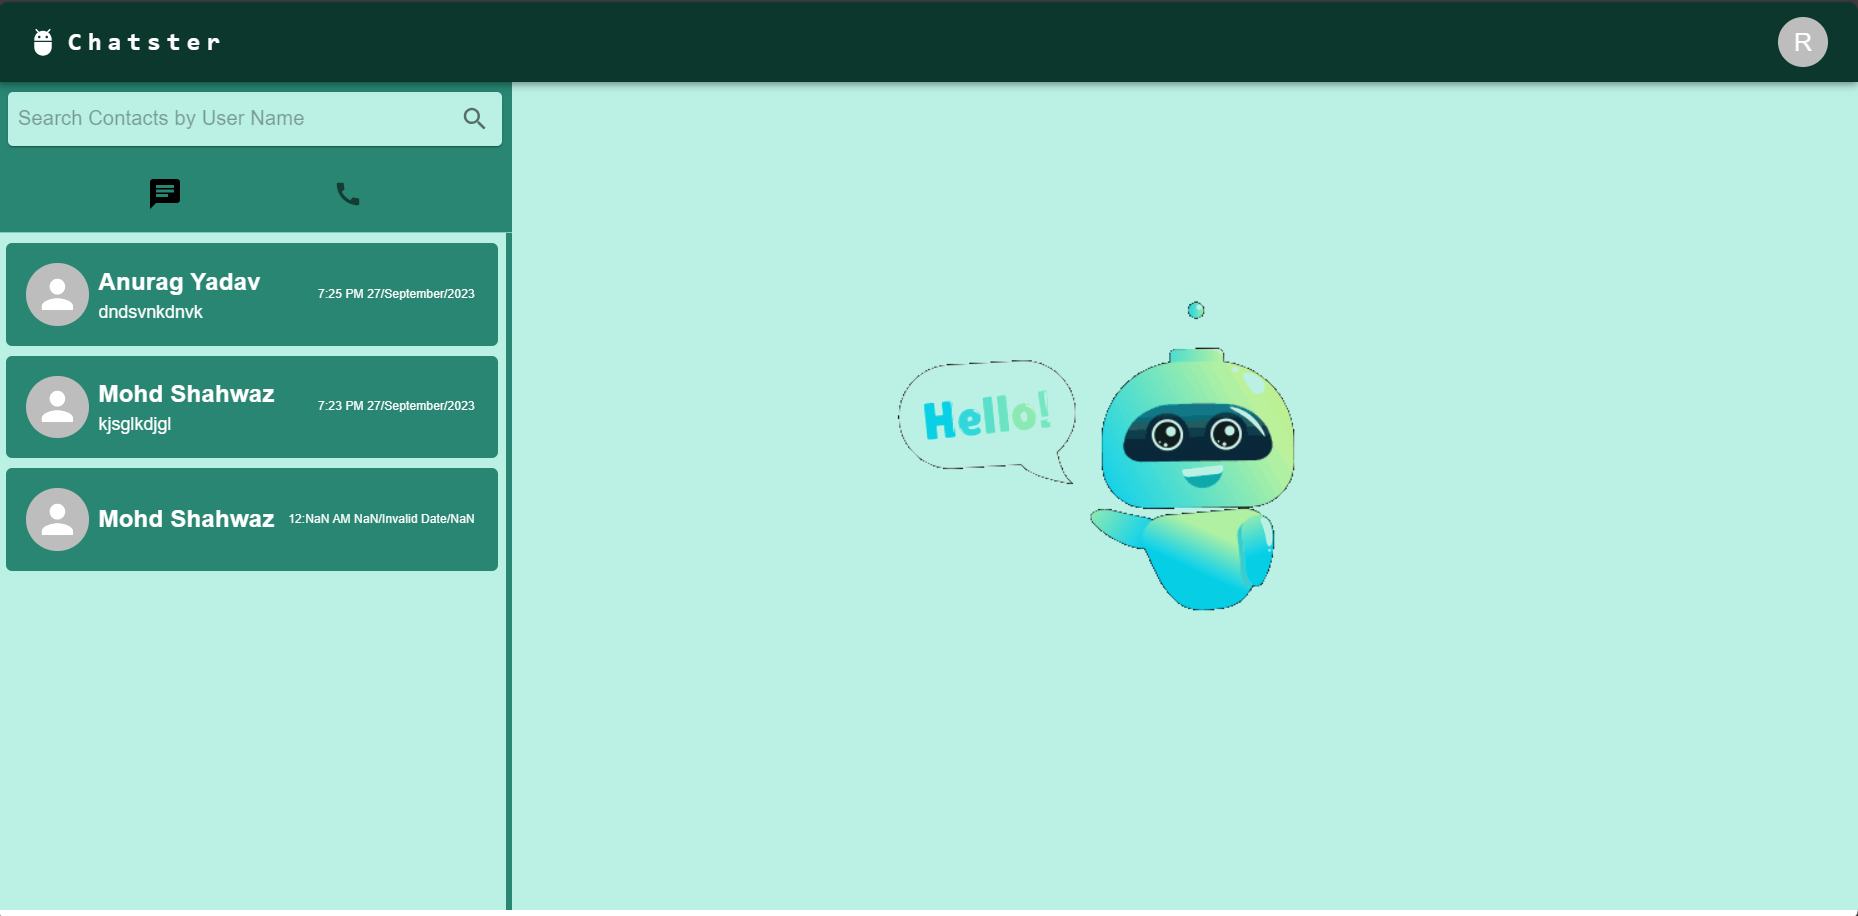 Chatster
R
Search Contacts by User Name
Anurag Yadav
7:25 PM 27/September/2023
dndsvnkdnvk
Mohd Shahwaz
7:23 PM 27/September/2023
kjsglkdjgl
Mohd Shahwaz
12:NaN AM NaN/Invalid Date/NaN
Hello!